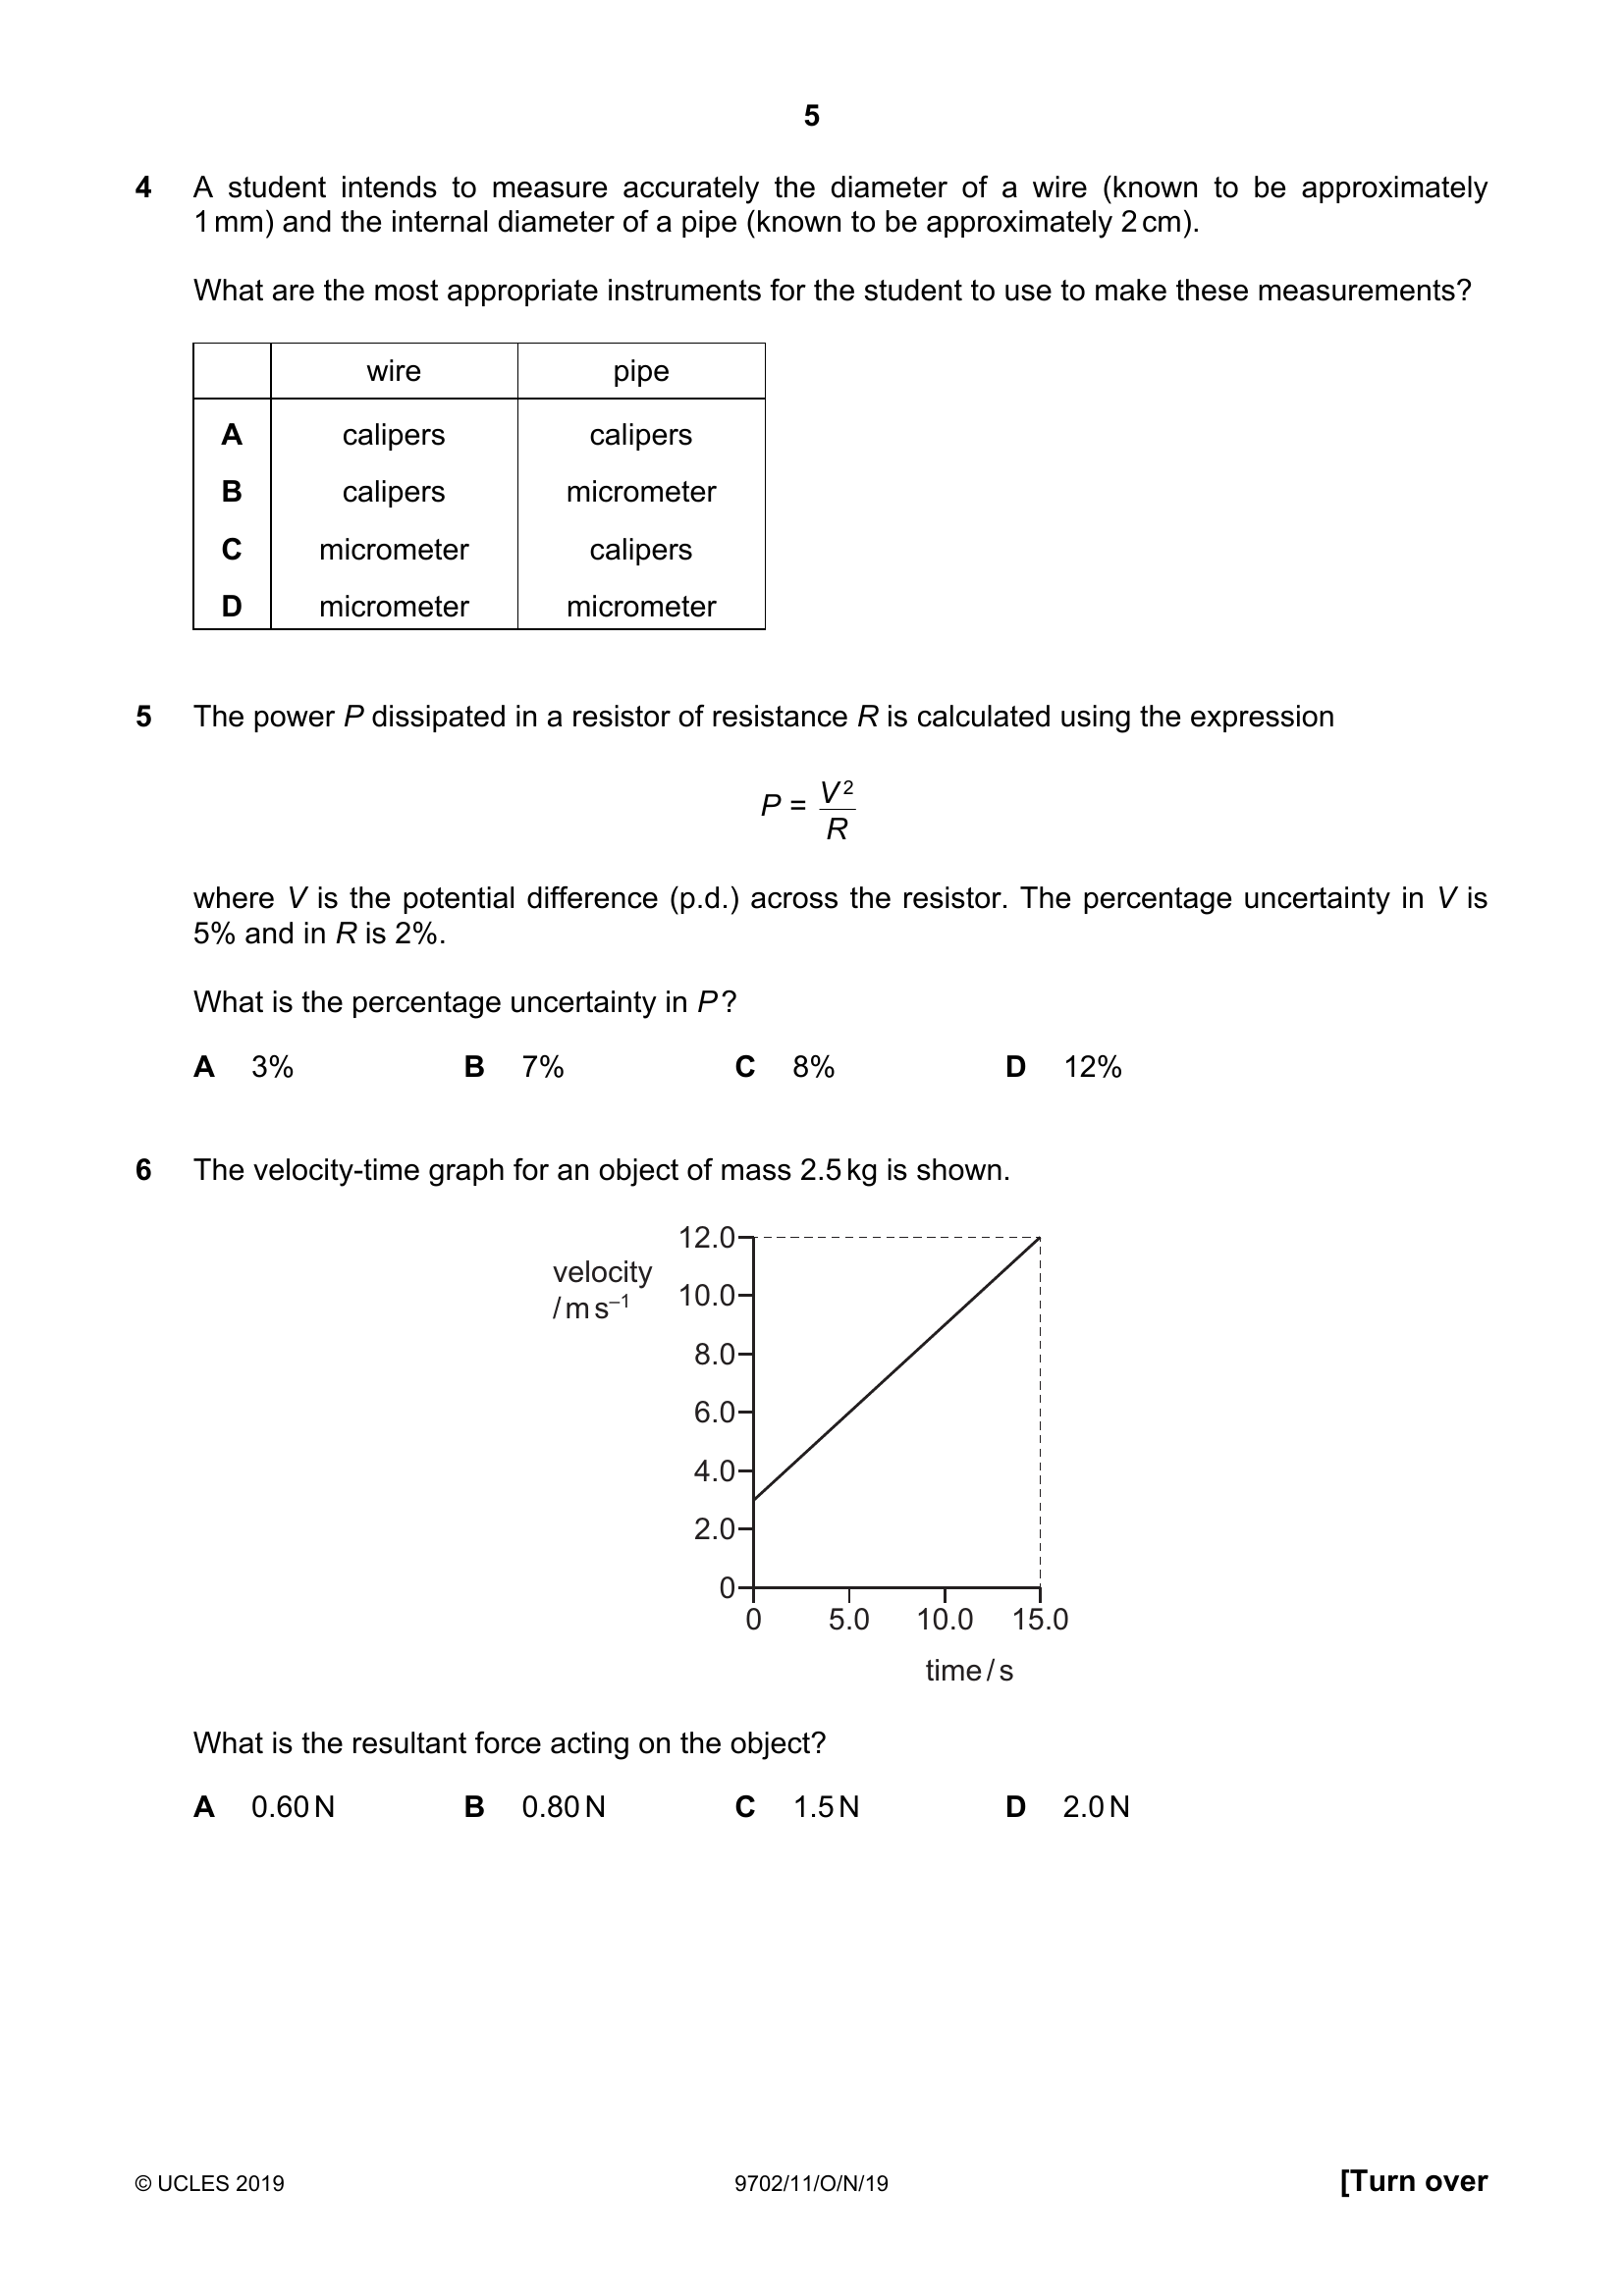 5
4 A student intends to measure accurately the diameter of a wire (known to be approximately
1 mm) and the internal diameter of a pipe (known to be approximately 2 cm).
What are the most appropriate instruments for the student to use to make these measurements?
wire pipe
A calipers calipers
B calipers micrometer
C micrometer calipers
D micrometer micrometer
5 The power P dissipated in a resistor of resistance R is calculated using the expression
P = V²/R
where V is the potential difference (p.d.) across the resistor. The percentage uncertainty in V is
5% and in R is 2%.
What is the percentage uncertainty in P?
A 3% B 7% C 8% D 12%
6 The velocity-time graph for an object of mass 2.5 kg is shown.
12.0
velocity
/ m s⁻¹
10.0
8.0
6.0
4.0
2.0
0
0 5.0 10.0 15.0
time / s
What is the resultant force acting on the object?
A 0.60 N B 0.80 N C 1.5 N D 2.0 N
© UCLES 2019 9702/11/O/N/19 [Turn over